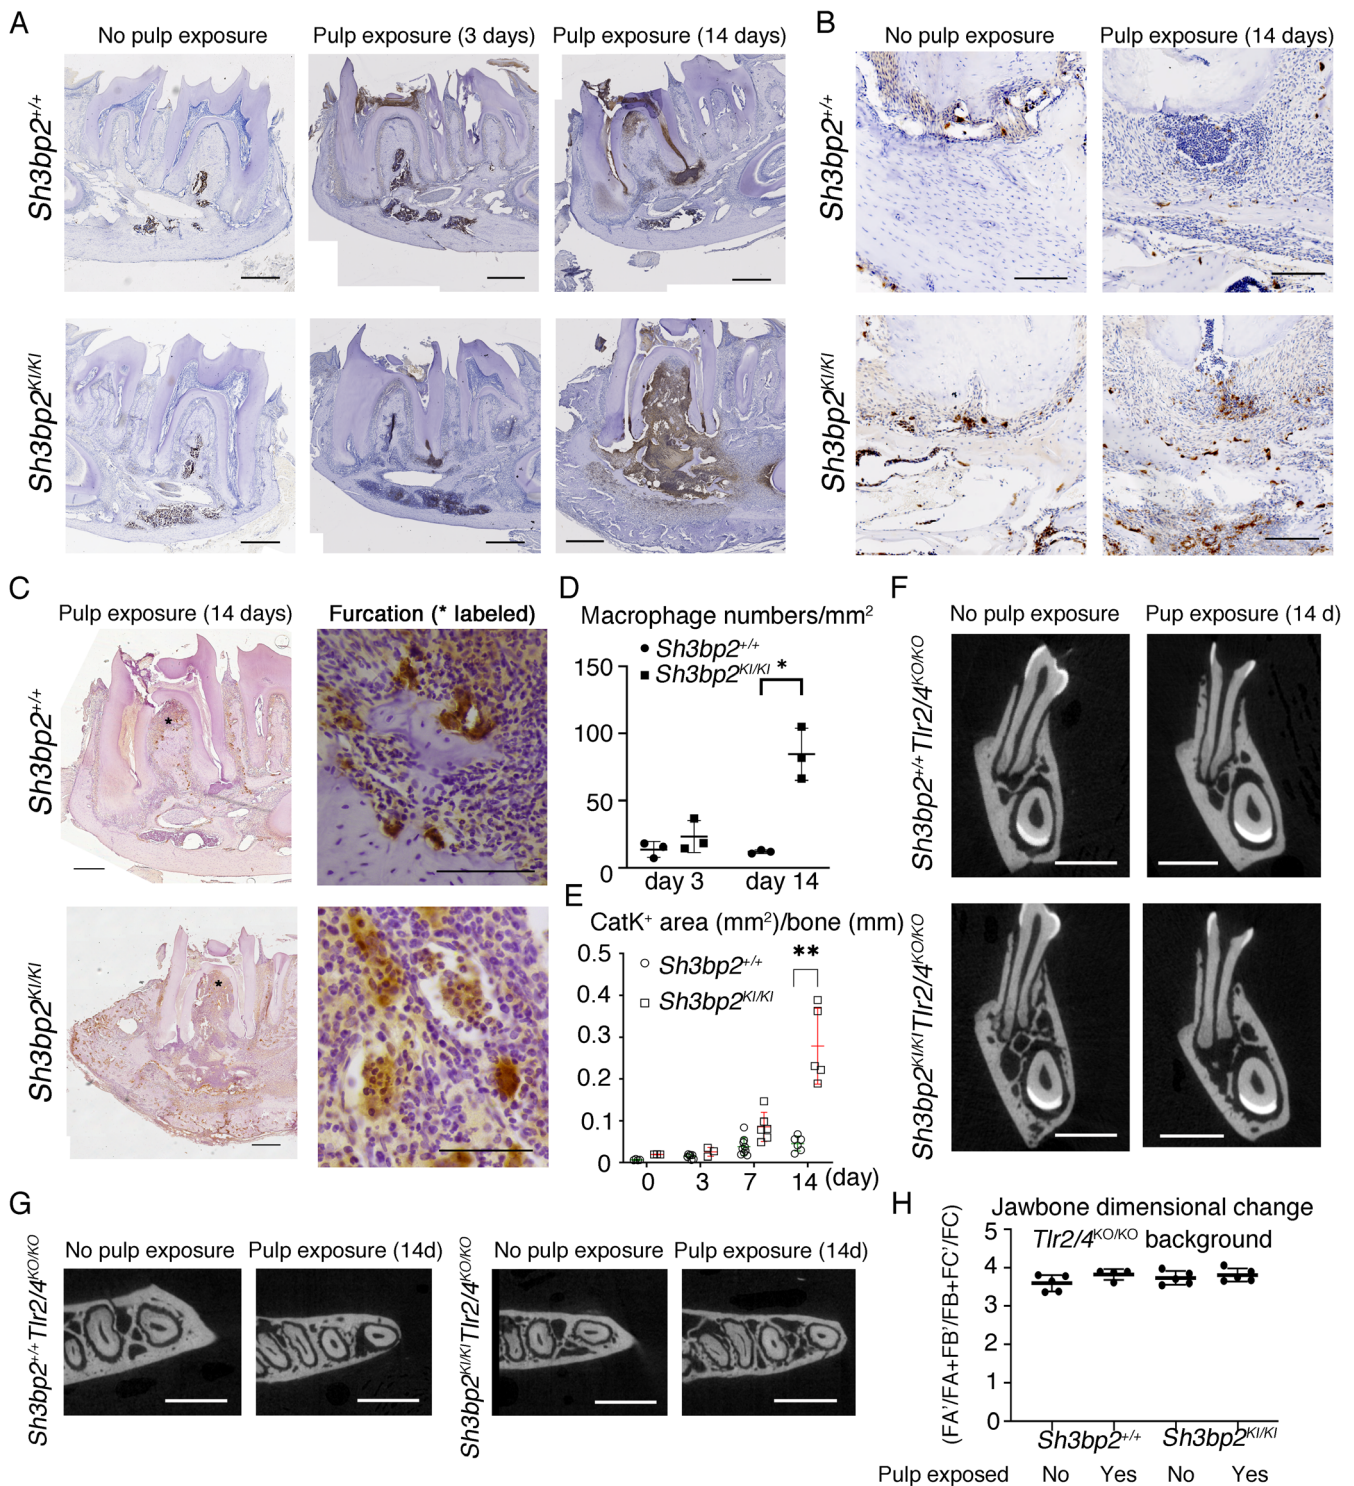 A
No pulp exposure
Pulp exposure (3 days)
Pulp exposure (14 days)
Sh3bp2+/+
Sh3bp2KI/KI
B
No pulp exposure
Pulp exposure (14 days)
Sh3bp2+/+
Sh3bp2KI/KI
C
Pulp exposure (14 days)
Furcation (* labeled)
Sh3bp2+/+
*
Sh3bp2KI/KI
*
D
Macrophage numbers/mm2
Sh3bp2+/+
Sh3bp2KI/KI
*
150
100
50
0
day 3
day 14
E
CatK+ area (mm2)/bone (mm)
Sh3bp2+/+
Sh3bp2KI/KI
**
0.5
0.4
0.3
0.2
0.1
0
0 3 7 14 (day)
F
No pulp exposure
Pup exposure (14 d)
Sh3bp2+/+Tlr2/4KO/KO
Sh3bp2KI/KITlr2/4KO/KO
G
No pulp exposure
Pulp exposure (14d)
Sh3bp2+/+Tlr2/4KO/KO
No pulp exposure
Pulp exposure (14d)
Sh3bp2KI/KITlr2/4KO/KO
H
Jawbone dimensional change
Tlr2/4KO/KO background
(FA'/FA+FB'/FB+FC'/FC)
5
4
3
2
1
0
Sh3bp2+/+
Sh3bp2KI/KI
Pulp exposed No Yes No Yes